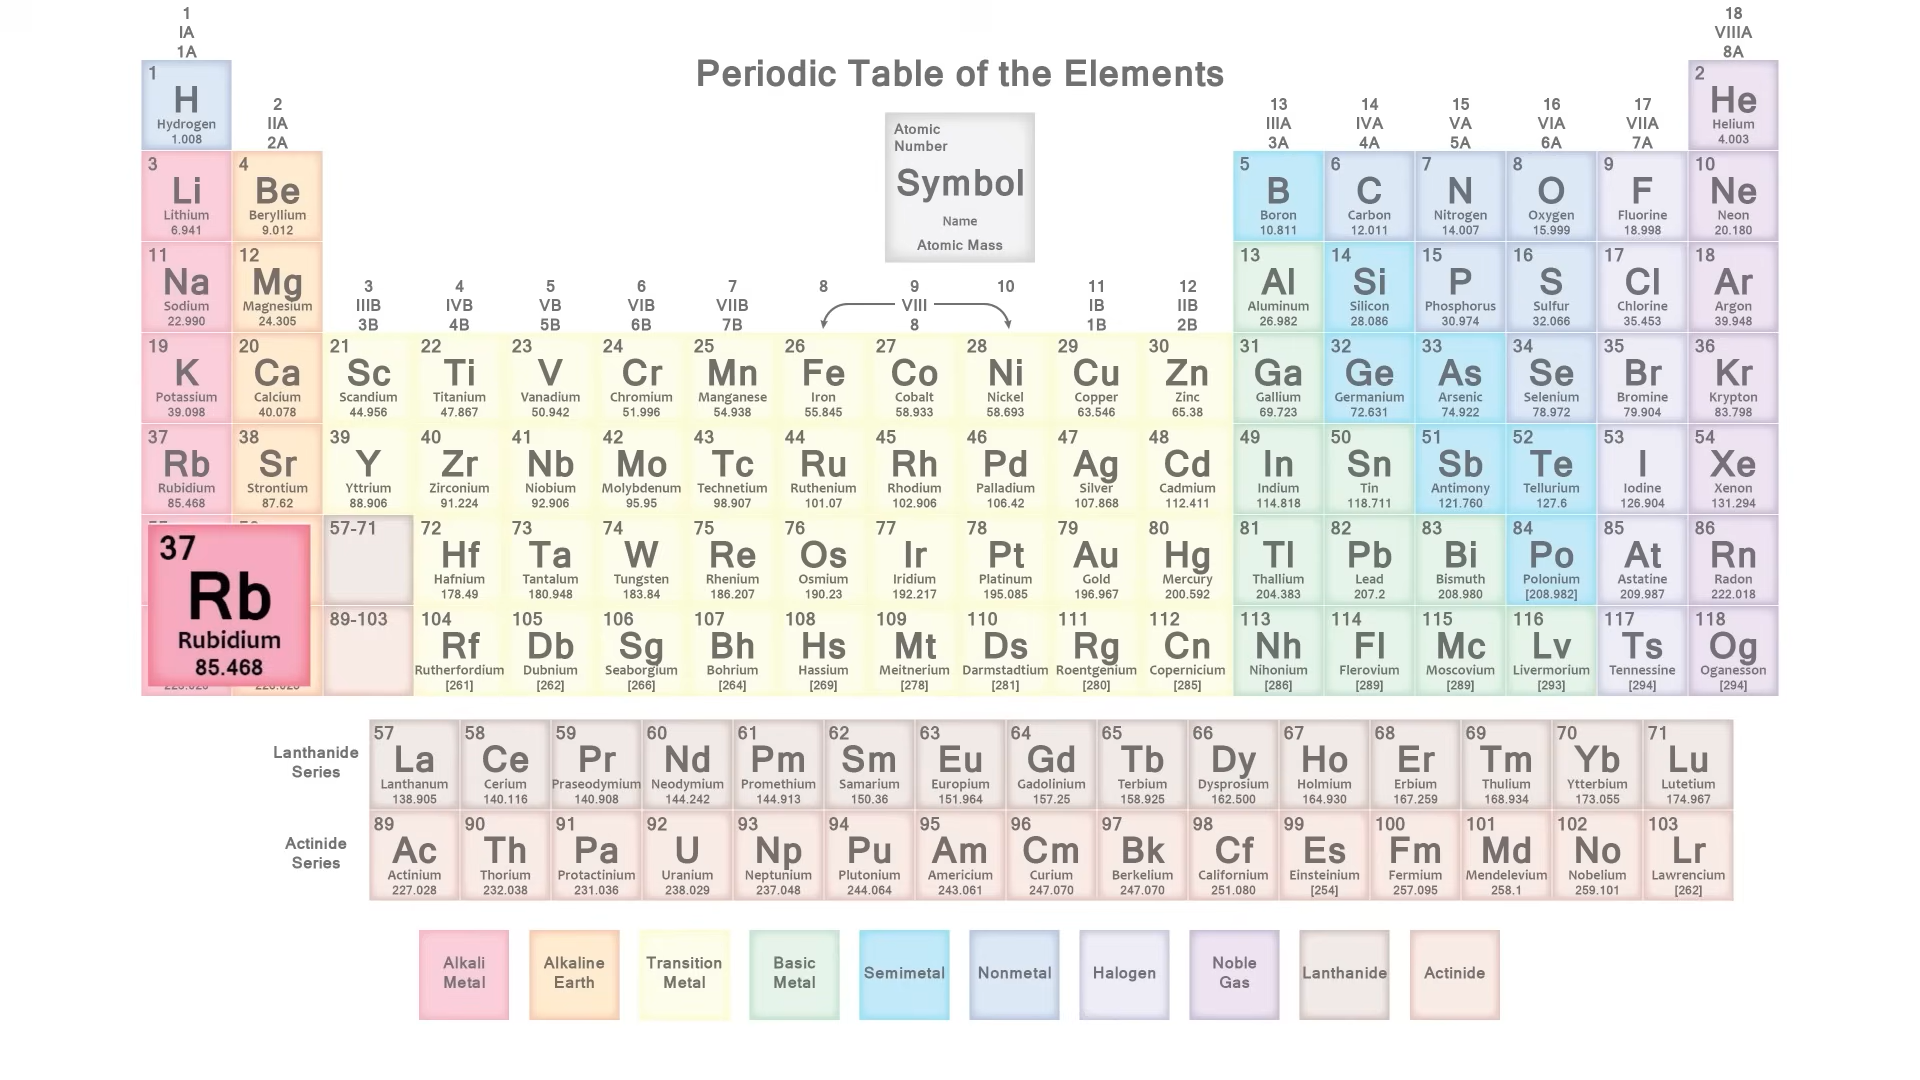 1
IA
1A
18
VIIIA
8A
Periodic Table of the Elements
1
H
Hydrogen
1.008
2
IIA
2A
13
IIIA
3A
14
IVA
4A
15
VA
5A
16
VIA
6A
17
VIIA
7A
2
He
Helium
4.003
Atomic
Number
Symbol
Name
Atomic Mass
3
Li
Lithium
6.941
4
Be
Beryllium
9.012
5
B
Boron
10.811
6
C
Carbon
12.011
7
N
Nitrogen
14.007
8
O
Oxygen
15.999
9
F
Fluorine
18.998
10
Ne
Neon
20.180
11
Na
Sodium
22.990
12
Mg
Magnesium
24.305
3
IIIB
3B
4
IVB
4B
5
VB
5B
6
VIB
6B
7
VIIB
7B
8
9
VIII
8
10
11
IB
1B
12
IIB
2B
13
Al
Aluminum
26.982
14
Si
Silicon
28.086
15
P
Phosphorus
30.974
16
S
Sulfur
32.066
17
Cl
Chlorine
35.453
18
Ar
Argon
39.948
19
K
Potassium
39.098
20
Ca
Calcium
40.078
21
Sc
Scandium
44.956
22
Ti
Titanium
47.867
23
V
Vanadium
50.942
24
Cr
Chromium
51.996
25
Mn
Manganese
54.938
26
Fe
Iron
55.845
27
Co
Cobalt
58.933
28
Ni
Nickel
58.693
29
Cu
Copper
63.546
30
Zn
Zinc
65.38
31
Ga
Gallium
69.723
32
Ge
Germanium
72.631
33
As
Arsenic
74.922
34
Se
Selenium
78.972
35
Br
Bromine
79.904
36
Kr
Krypton
83.798
37
Rb
Rubidium
85.468
38
Sr
Strontium
87.62
39
Y
Yttrium
88.906
40
Zr
Zirconium
91.224
41
Nb
Niobium
92.906
42
Mo
Molybdenum
95.95
43
Tc
Technetium
98.907
44
Ru
Ruthenium
101.07
45
Rh
Rhodium
102.906
46
Pd
Palladium
106.42
47
Ag
Silver
107.868
48
Cd
Cadmium
112.411
49
In
Indium
114.818
50
Sn
Tin
118.711
51
Sb
Antimony
121.760
52
Te
Tellurium
127.6
53
I
Iodine
126.904
54
Xe
Xenon
131.294
37
Rb
Rubidium
85.468
57-71
72
Hf
Hafnium
178.49
73
Ta
Tantalum
180.948
74
W
Tungsten
183.84
75
Re
Rhenium
186.207
76
Os
Osmium
190.23
77
Ir
Iridium
192.217
78
Pt
Platinum
195.085
79
Au
Gold
196.967
80
Hg
Mercury
200.592
81
Tl
Thallium
204.383
82
Pb
Lead
207.2
83
Bi
Bismuth
208.980
84
Po
Polonium
[208.982]
85
At
Astatine
209.987
86
Rn
Radon
222.018
89-103
104
Rf
Rutherfordium
[261]
105
Db
Dubnium
[262]
106
Sg
Seaborgium
[266]
107
Bh
Bohrium
[264]
108
Hs
Hassium
[269]
109
Mt
Meitnerium
[278]
110
Ds
Darmstadtium
[281]
111
Rg
Roentgenium
[280]
112
Cn
Copernicium
[285]
113
Nh
Nihonium
[286]
114
Fl
Flerovium
[289]
115
Mc
Moscovium
[289]
116
Lv
Livermorium
[293]
117
Ts
Tennessine
[294]
118
Og
Oganesson
[294]
Lanthanide
Series
57
La
Lanthanum
138.905
58
Ce
Cerium
140.116
59
Pr
Praseodymium
140.908
60
Nd
Neodymium
144.242
61
Pm
Promethium
144.913
62
Sm
Samarium
150.36
63
Eu
Europium
151.964
64
Gd
Gadolinium
157.25
65
Tb
Terbium
158.925
66
Dy
Dysprosium
162.500
67
Ho
Holmium
164.930
68
Er
Erbium
167.259
69
Tm
Thulium
168.934
70
Yb
Ytterbium
173.055
71
Lu
Lutetium
174.967
Actinide
Series
89
Ac
Actinium
227.028
90
Th
Thorium
232.038
91
Pa
Protactinium
231.036
92
U
Uranium
238.029
93
Np
Neptunium
237.048
94
Pu
Plutonium
244.064
95
Am
Americium
243.061
96
Cm
Curium
247.070
97
Bk
Berkelium
247.070
98
Cf
Californium
251.080
99
Es
Einsteinium
[254]
100
Fm
Fermium
257.095
101
Md
Mendelevium
258.1
102
No
Nobelium
259.101
103
Lr
Lawrencium
[262]
Alkali
Metal
Alkaline
Earth
Transition
Metal
Basic
Metal
Semimetal
Nonmetal
Halogen
Noble
Gas
Lanthanide
Actinide